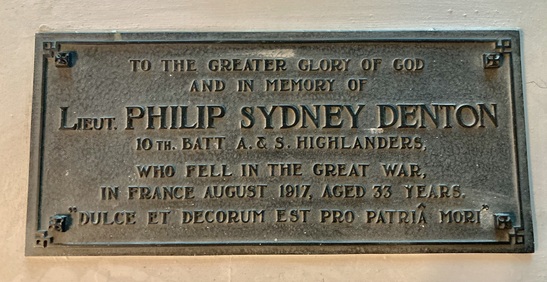 TO THE GREATER GLORY OF GOD
AND IN MEMORY OF
LIEUT. PHILIP SYDNEY DENTON
10TH. BATT A. & S. HIGHLANDERS,
WHO FELL IN THE GREAT WAR,
IN FRANCE AUGUST 1917, AGED 33 YEARS.
"DULCE ET DECORUM EST PRO PATRIÂ MORI"